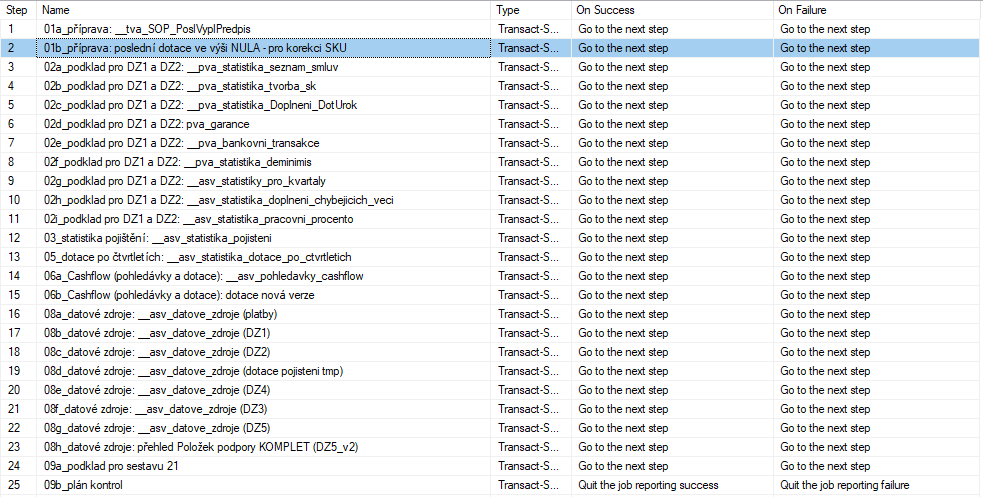 Step Name Type On Success On Failure
1 01a_příprava: __tva_SOP_PoslVyplPredpis Transact-S... Go to the next step Go to the next step
2 01b_příprava: poslední dotace ve výši NULA - pro korekci SKU Transact-S... Go to the next step Go to the next step
3 02a_podklad pro DZ1 a DZ2: __pva_statistika_seznam_smluv Transact-S... Go to the next step Go to the next step
4 02b_podklad pro DZ1 a DZ2: __pva_statistika_tvorba_sk Transact-S... Go to the next step Go to the next step
5 02c_podklad pro DZ1 a DZ2: __pva_statistika_Doplneni_DotUrok Transact-S... Go to the next step Go to the next step
6 02d_podklad pro DZ1 a DZ2: pva_garance Transact-S... Go to the next step Go to the next step
7 02e_podklad pro DZ1 a DZ2: __pva_bankovni_transakce Transact-S... Go to the next step Go to the next step
8 02f_podklad pro DZ1 a DZ2: __pva_statistika_deminimis Transact-S... Go to the next step Go to the next step
9 02g_podklad pro DZ1 a DZ2: __asv_statistiky_pro_kvartaly Transact-S... Go to the next step Go to the next step
10 02h_podklad pro DZ1 a DZ2: __asv_statistika_doplneni_chybejicich_veci Transact-S... Go to the next step Go to the next step
11 02i_podklad pro DZ1 a DZ2: __asv_statistika_pracovni_procento Transact-S... Go to the next step Go to the next step
12 03_statistika pojištění: __asv_statistika_pojisteni Transact-S... Go to the next step Go to the next step
13 05_dotace po čtvrtletích: __asv_statistika_dotace_po_ctvrtletich Transact-S... Go to the next step Go to the next step
14 06a_Cashflow (pohledávky a dotace): __asv_pohledavky_cashflow Transact-S... Go to the next step Go to the next step
15 06b_Cashflow (pohledávky a dotace): dotace nová verze Transact-S... Go to the next step Go to the next step
16 08a_datové zdroje: __asv_datove_zdroje (platby) Transact-S... Go to the next step Go to the next step
17 08b_datové zdroje: __asv_datove_zdroje (DZ1) Transact-S... Go to the next step Go to the next step
18 08c_datové zdroje: __asv_datove_zdroje (DZ2) Transact-S... Go to the next step Go to the next step
19 08d_datové zdroje: __asv_datove_zdroje (dotace pojisteni tmp) Transact-S... Go to the next step Go to the next step
20 08e_datové zdroje: __asv_datove_zdroje (DZ4) Transact-S... Go to the next step Go to the next step
21 08f_datové zdroje: __asv_datove_zdroje (DZ3) Transact-S... Go to the next step Go to the next step
22 08g_datové zdroje: __asv_datove_zdroje (DZ5) Transact-S... Go to the next step Go to the next step
23 08h_datové zdroje: přehled Položek podpory KOMPLET (DZ5_v2) Transact-S... Go to the next step Go to the next step
24 09a_podklad pro sestavu 21 Transact-S... Go to the next step Go to the next step
25 09b_plán kontrol Transact-S... Quit the job reporting success Quit the job reporting failure